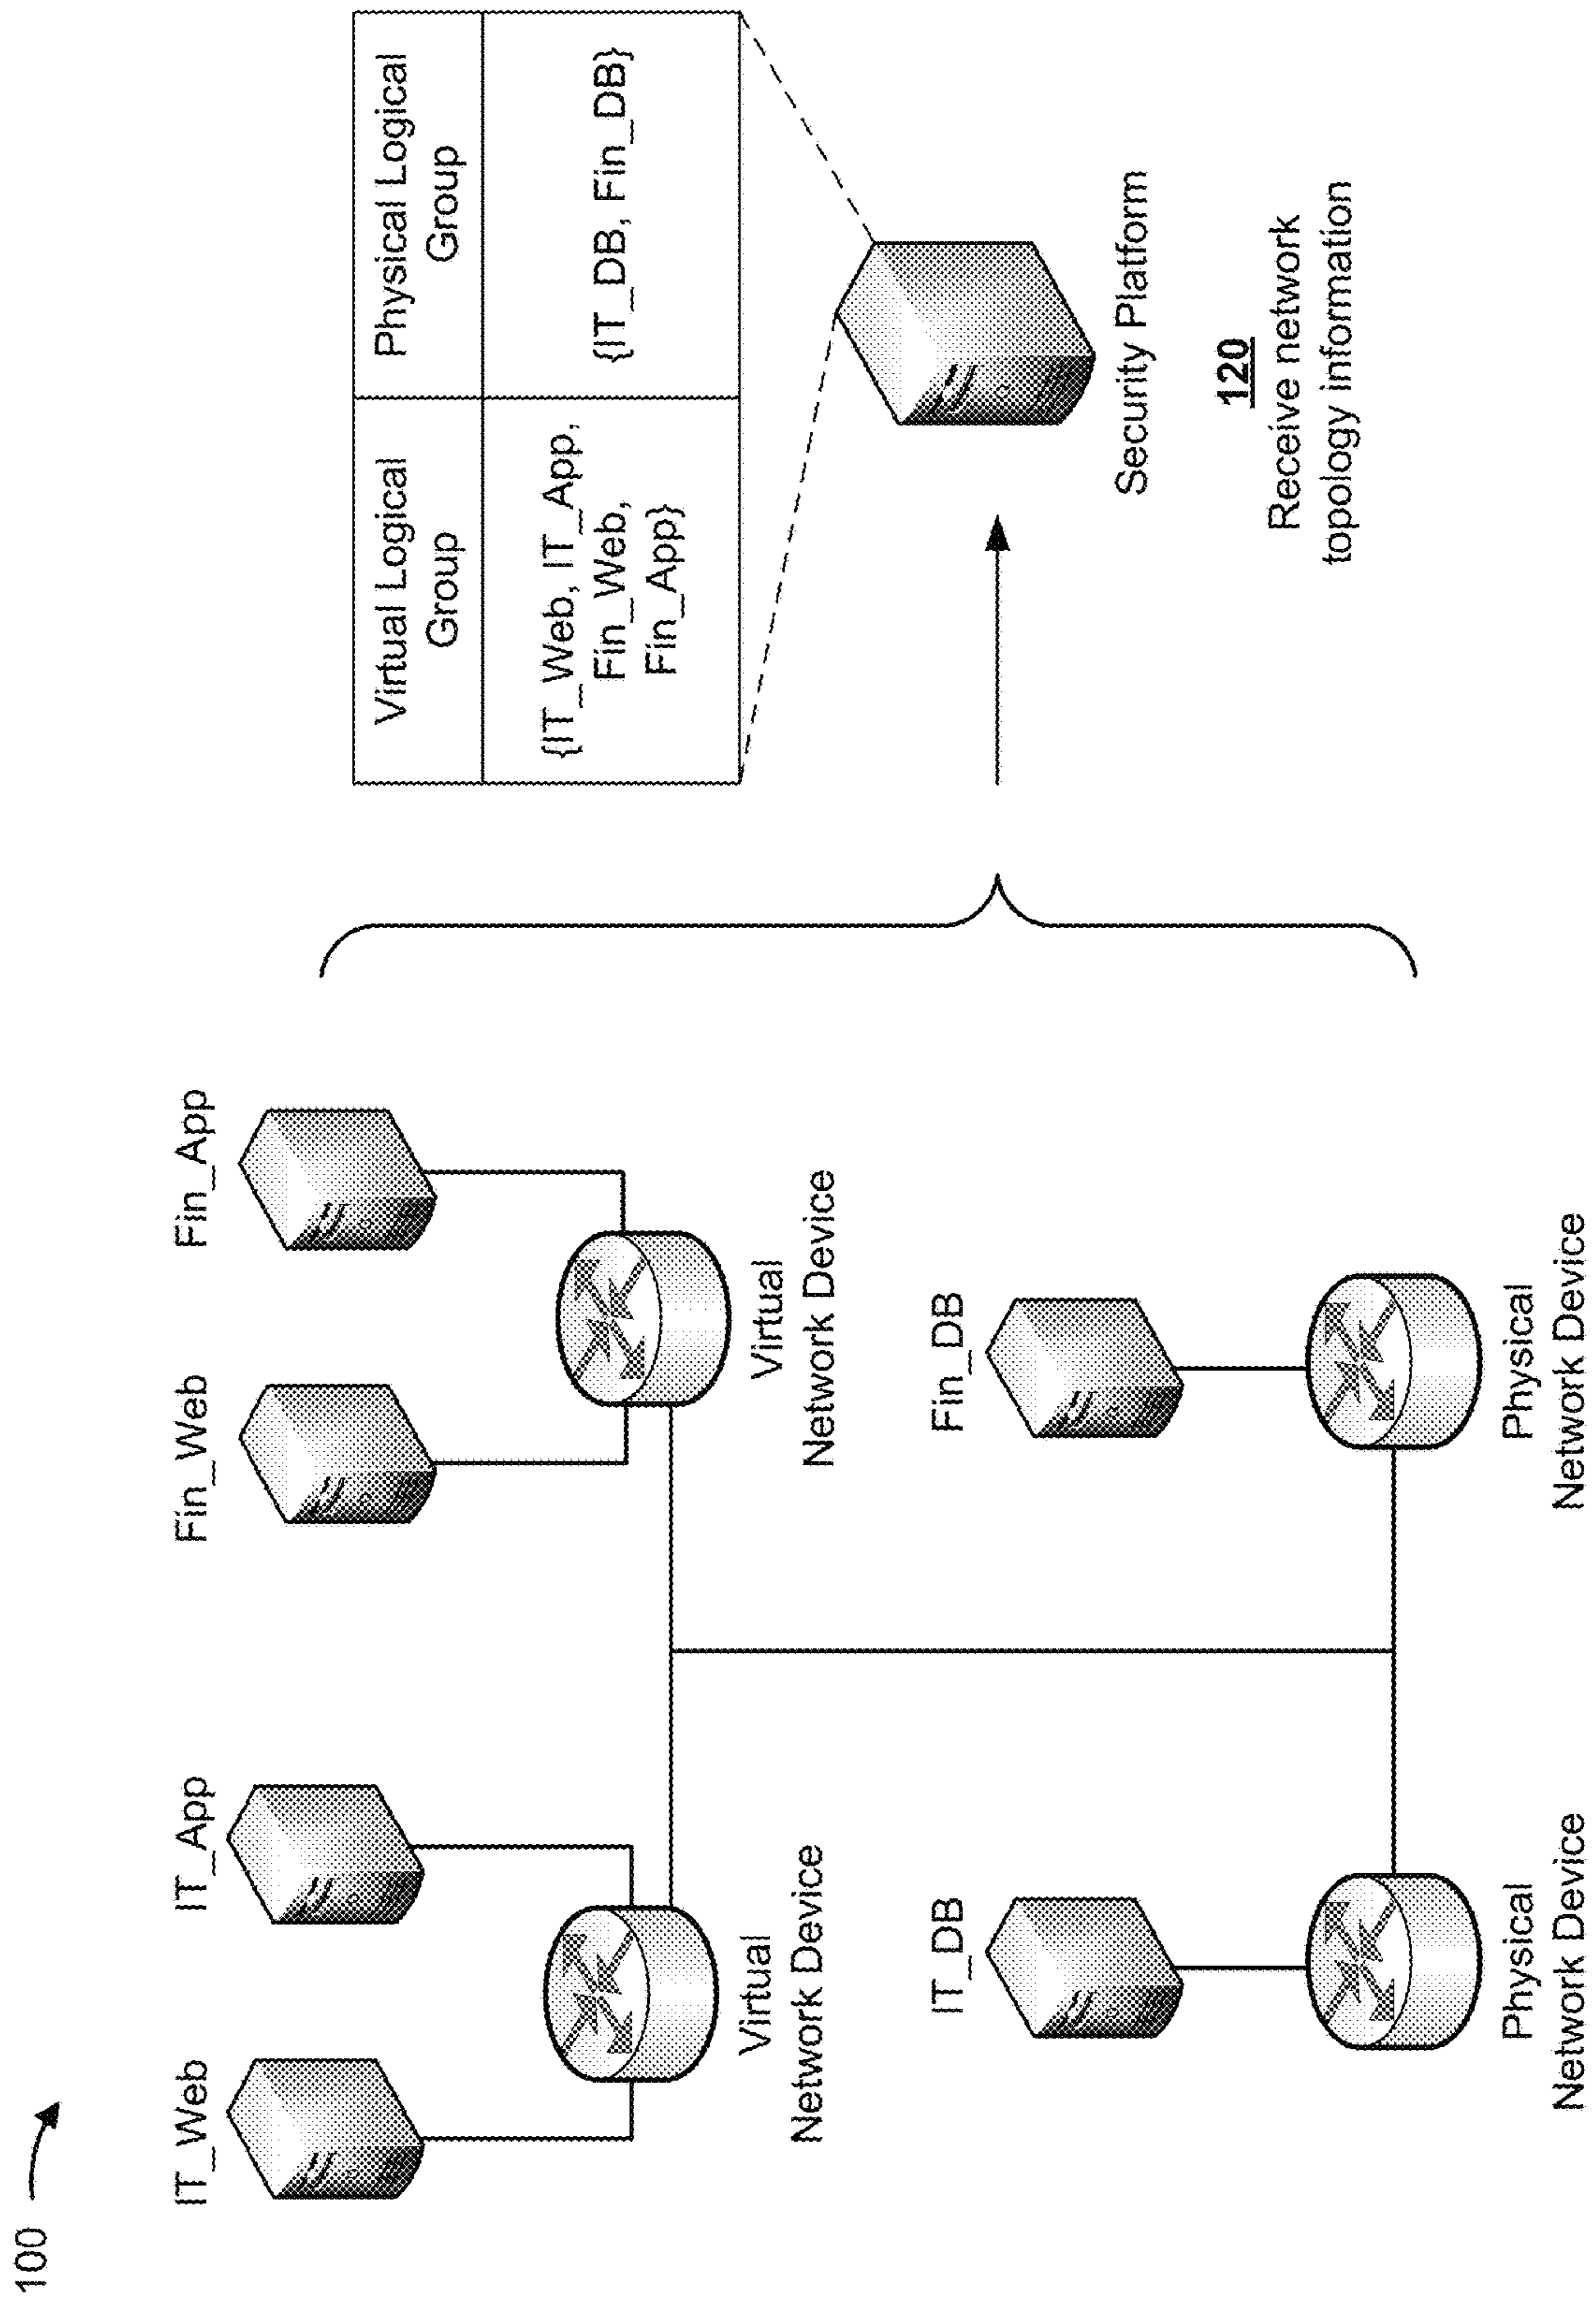 100
IT_Web
IT_App
Fin_Web
Fin_App
Virtual
Network Device
Virtual
Network Device
IT_DB
Fin_DB
Physical
Network Device
Physical
Network Device
Virtual Logical
Group
Physical Logical
Group
{IT_Web, IT_App,
Fin_Web,
Fin_App}
{IT_DB, Fin_DB}
Security Platform
120
Receive network
topology information